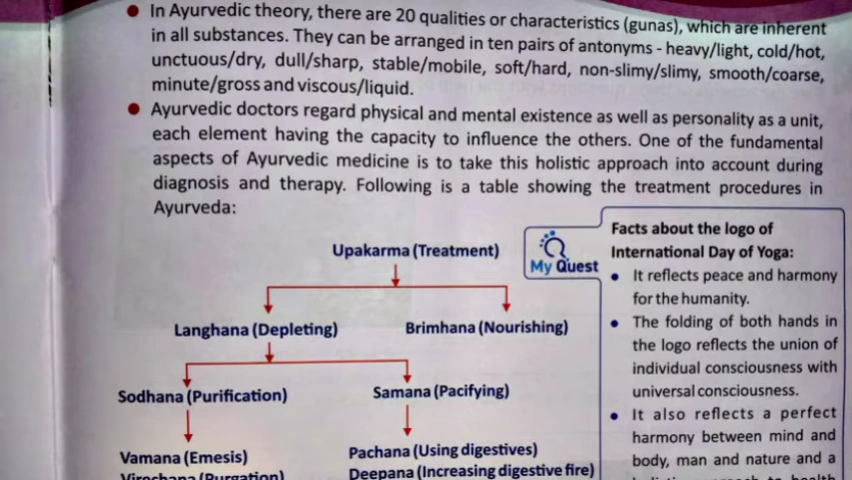 ● In Ayurvedic theory, there are 20 qualities or characteristics (gunas), which are inherent
in all substances. They can be arranged in ten pairs of antonyms - heavy/light, cold/hot,
unctuous/dry, dull/sharp, stable/mobile, soft/hard, non-slimy/slimy, smooth/coarse,
minute/gross and viscous/liquid.
● Ayurvedic doctors regard physical and mental existence as well as personality as a unit,
each element having the capacity to influence the others. One of the fundamental
aspects of Ayurvedic medicine is to take this holistic approach into account during
diagnosis and therapy. Following is a table showing the treatment procedures in
Ayurveda:
Upakarma (Treatment)
Langhana (Depleting)
Brimhana (Nourishing)
Sodhana (Purification)
Samana (Pacifying)
Vamana (Emesis)
Virechana (Purgation)
Pachana (Using digestives)
Deepana (Increasing digestive fire)
My Quest
Facts about the logo of
International Day of Yoga:
● It reflects peace and harmony
for the humanity.
● The folding of both hands in
the logo reflects the union of
individual consciousness with
universal consciousness.
● It also reflects a perfect
harmony between mind and
body, man and nature and a
to health